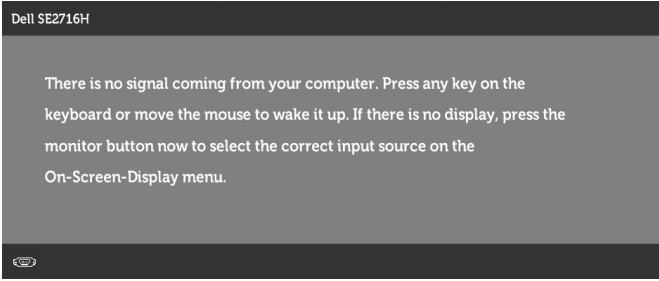 Dell SE2716H
There is no signal coming from your computer. Press any key on the
keyboard or move the mouse to wake it up. If there is no display, press the
monitor button now to select the correct input source on the
On-Screen-Display menu.